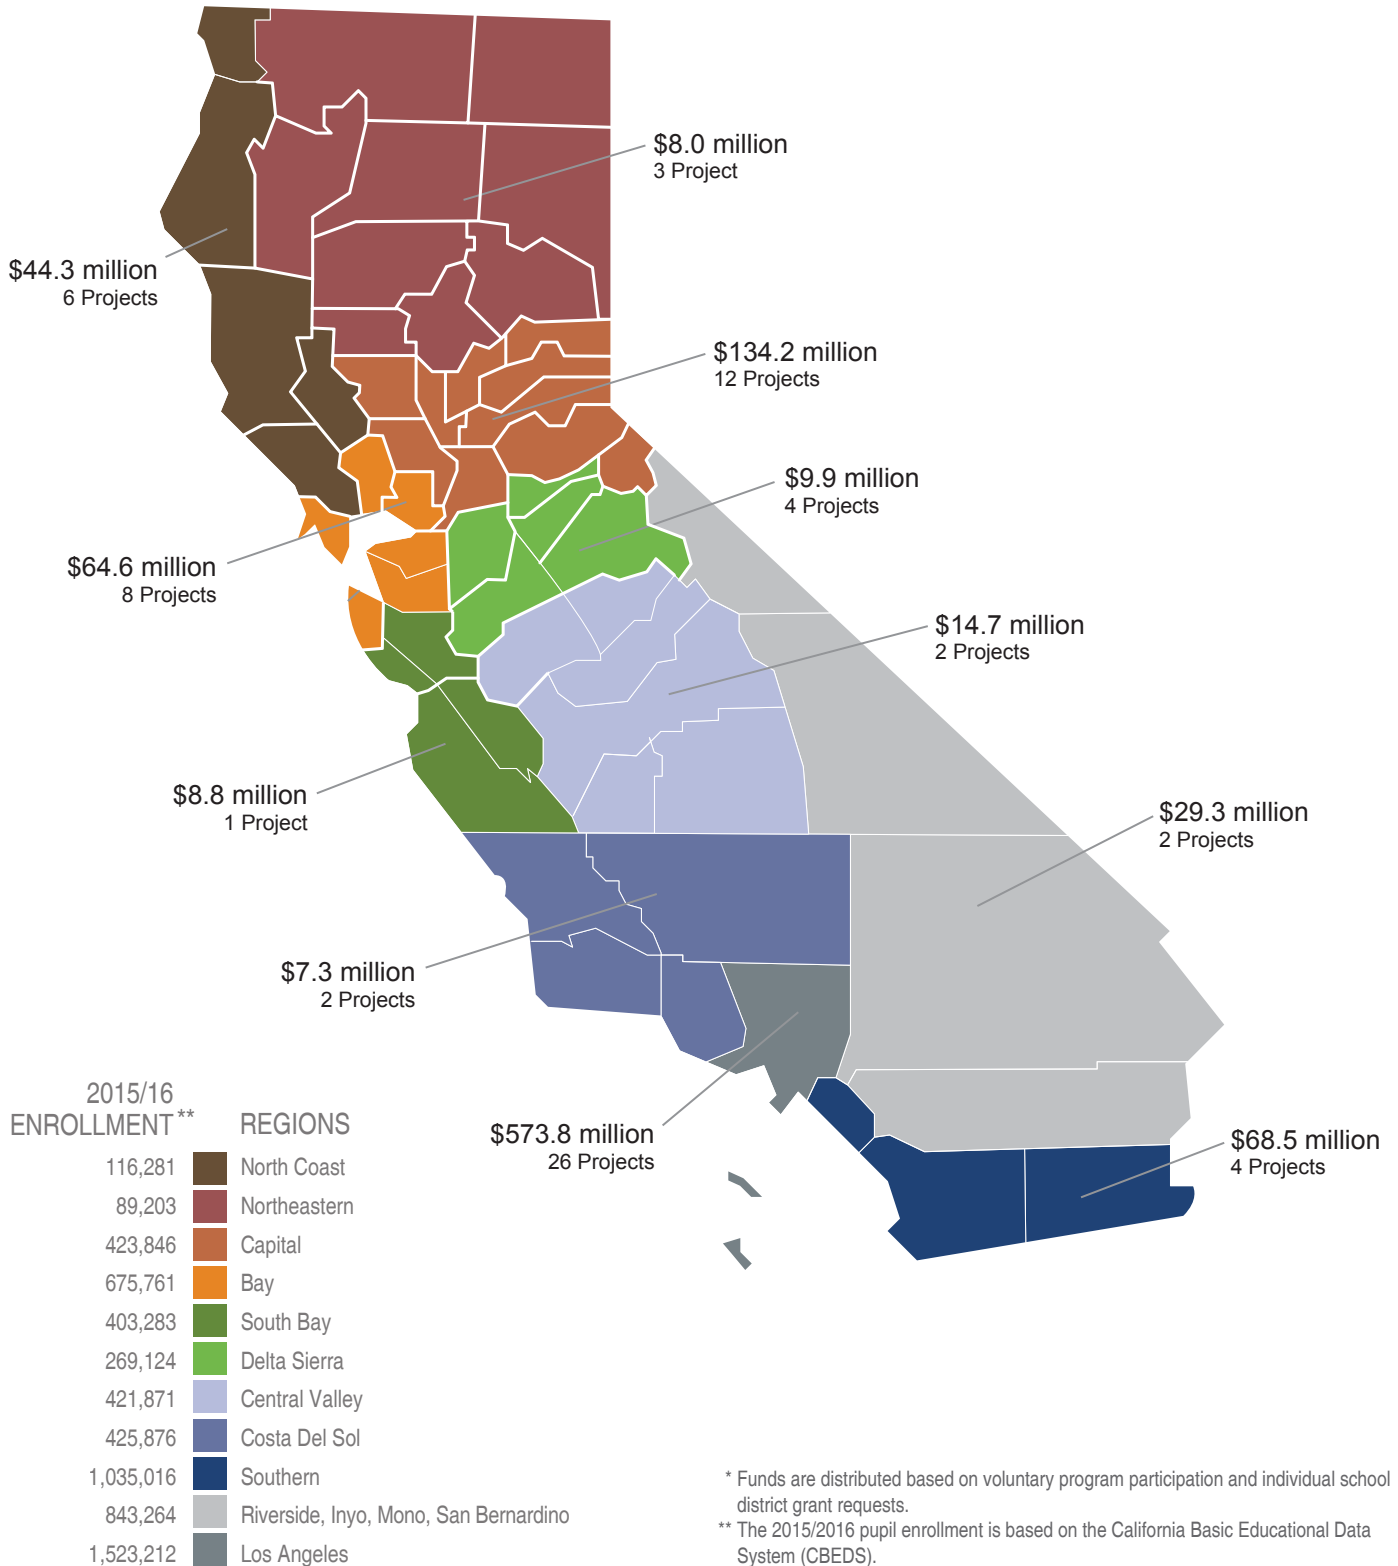 $8.0 million
3 Project
$44.3 million
6 Projects
$134.2 million
12 Projects
$9.9 million
4 Projects
$64.6 million
8 Projects
$14.7 million
2 Projects
$8.8 million
1 Project
$29.3 million
2 Projects
$7.3 million
2 Projects
$573.8 million
26 Projects
$68.5 million
4 Projects
2015/16
ENROLLMENT** REGIONS
116,281 North Coast
89,203 Northeastern
423,846 Capital
675,761 Bay
403,283 South Bay
269,124 Delta Sierra
421,871 Central Valley
425,876 Costa Del Sol
1,035,016 Southern
843,264 Riverside, Inyo, Mono, San Bernardino
1,523,212 Los Angeles
* Funds are distributed based on voluntary program participation and individual school
district grant requests.
** The 2015/2016 pupil enrollment is based on the California Basic Educational Data
System (CBEDS).